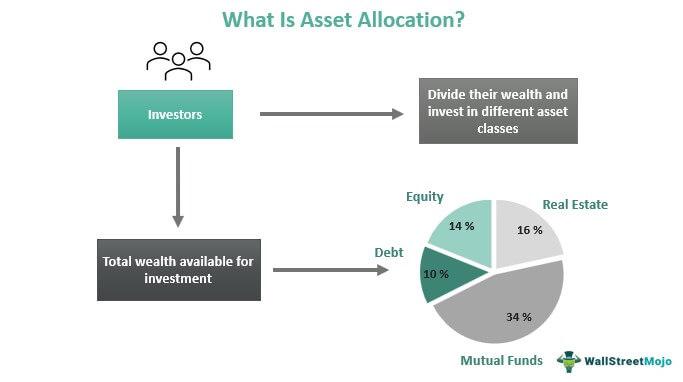 What Is Asset Allocation?
Investors
Divide their wealth and
invest in different asset
classes
Total wealth available for
investment
Equity
Real Estate
14 %
16 %
Debt
10 %
34 %
Mutual Funds
WallStreetMojo